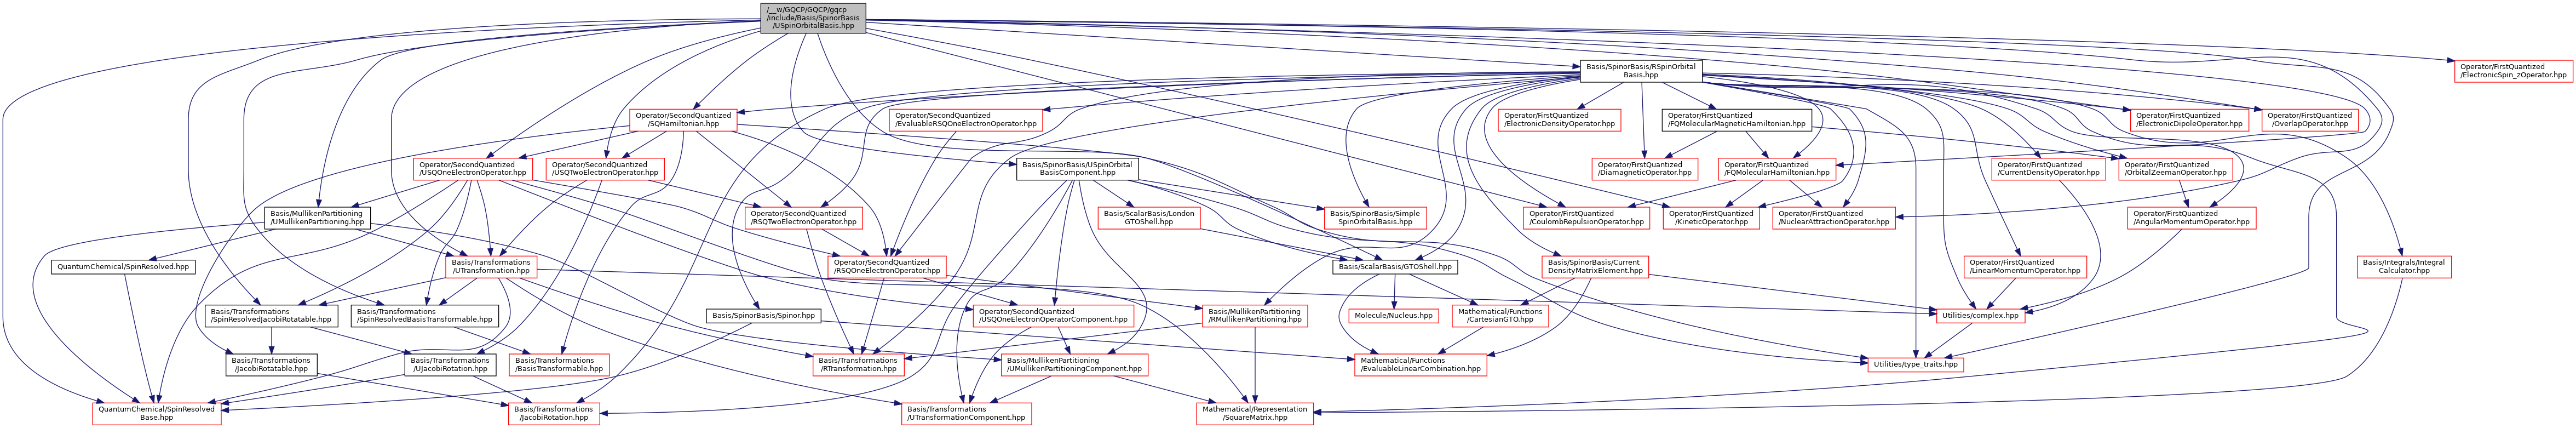 /__w/GQCP/GQCP/gqcp
/include/Basis/SpinorBasis
/USpinOrbitalBasis.hpp
Basis/SpinorBasis/RSpinOrbital
Basis.hpp
Operator/FirstQuantized
/ElectronicSpin_zOperator.hpp
Operator/SecondQuantized
/SQHamiltonian.hpp
Operator/SecondQuantized
/EvaluableRSQOneElectronOperator.hpp
Operator/FirstQuantized
/ElectronicDensityOperator.hpp
Operator/FirstQuantized
/FQMolecularMagneticHamiltonian.hpp
Operator/FirstQuantized
/ElectronicDipoleOperator.hpp
Operator/FirstQuantized
/OverlapOperator.hpp
Operator/SecondQuantized
/USQOneElectronOperator.hpp
Operator/SecondQuantized
/USQTwoElectronOperator.hpp
Basis/SpinorBasis/USpinOrbital
BasisComponent.hpp
Operator/FirstQuantized
/DiamagneticOperator.hpp
Operator/FirstQuantized
/FQMolecularHamiltonian.hpp
Operator/FirstQuantized
/CurrentDensityOperator.hpp
Operator/FirstQuantized
/OrbitalZeemanOperator.hpp
Basis/MullikenPartitioning
/UMullikenPartitioning.hpp
Operator/SecondQuantized
/RSQTwoElectronOperator.hpp
Basis/ScalarBasis/London
GTOShell.hpp
Basis/SpinorBasis/Simple
SpinOrbitalBasis.hpp
Operator/FirstQuantized
/CoulombRepulsionOperator.hpp
Operator/FirstQuantized
/KineticOperator.hpp
Operator/FirstQuantized
/NuclearAttractionOperator.hpp
Operator/FirstQuantized
/AngularMomentumOperator.hpp
QuantumChemical/SpinResolved.hpp
Basis/Transformations
/UTransformation.hpp
Operator/SecondQuantized
/RSQOneElectronOperator.hpp
Basis/ScalarBasis/GTOShell.hpp
Basis/SpinorBasis/Current
DensityMatrixElement.hpp
Operator/FirstQuantized
/LinearMomentumOperator.hpp
Basis/Integrals/Integral
Calculator.hpp
Basis/Transformations
/SpinResolvedJacobiRotatable.hpp
Basis/Transformations
/SpinResolvedBasisTransformable.hpp
Basis/SpinorBasis/Spinor.hpp
Operator/SecondQuantized
/USQOneElectronOperatorComponent.hpp
Basis/MullikenPartitioning
/RMullikenPartitioning.hpp
Molecule/Nucleus.hpp
Mathematical/Functions
/CartesianGTO.hpp
Utilities/complex.hpp
Basis/Transformations
/JacobiRotatable.hpp
Basis/Transformations
/UJacobiRotation.hpp
Basis/Transformations
/BasisTransformable.hpp
Basis/Transformations
/RTransformation.hpp
Basis/MullikenPartitioning
/UMullikenPartitioningComponent.hpp
Mathematical/Functions
/EvaluableLinearCombination.hpp
Utilities/type_traits.hpp
QuantumChemical/SpinResolved
Base.hpp
Basis/Transformations
/JacobiRotation.hpp
Basis/Transformations
/UTransformationComponent.hpp
Mathematical/Representation
/SquareMatrix.hpp